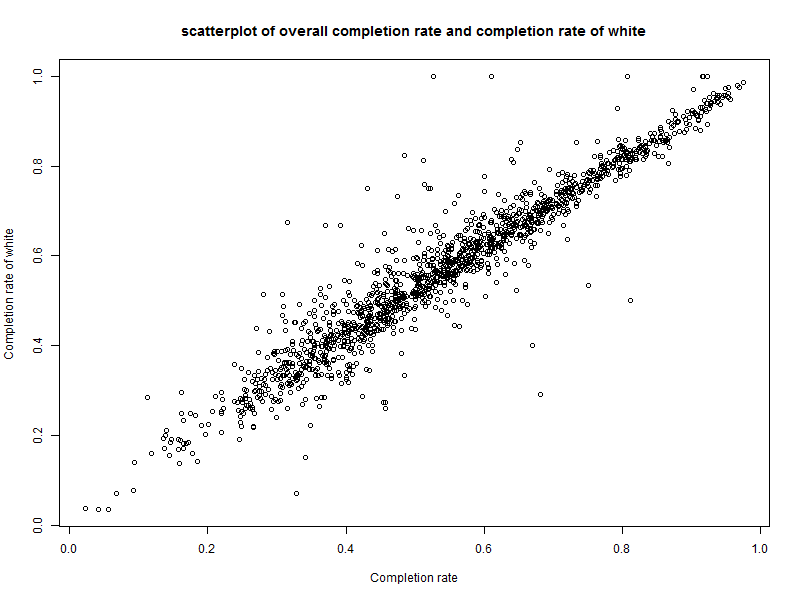 scatterplot of overall completion rate and completion rate of white
1.0
0.8
0.6
0.4
0.2
0.0
Completion rate of white
0.0 0.2 0.4 0.6 0.8 1.0
Completion rate